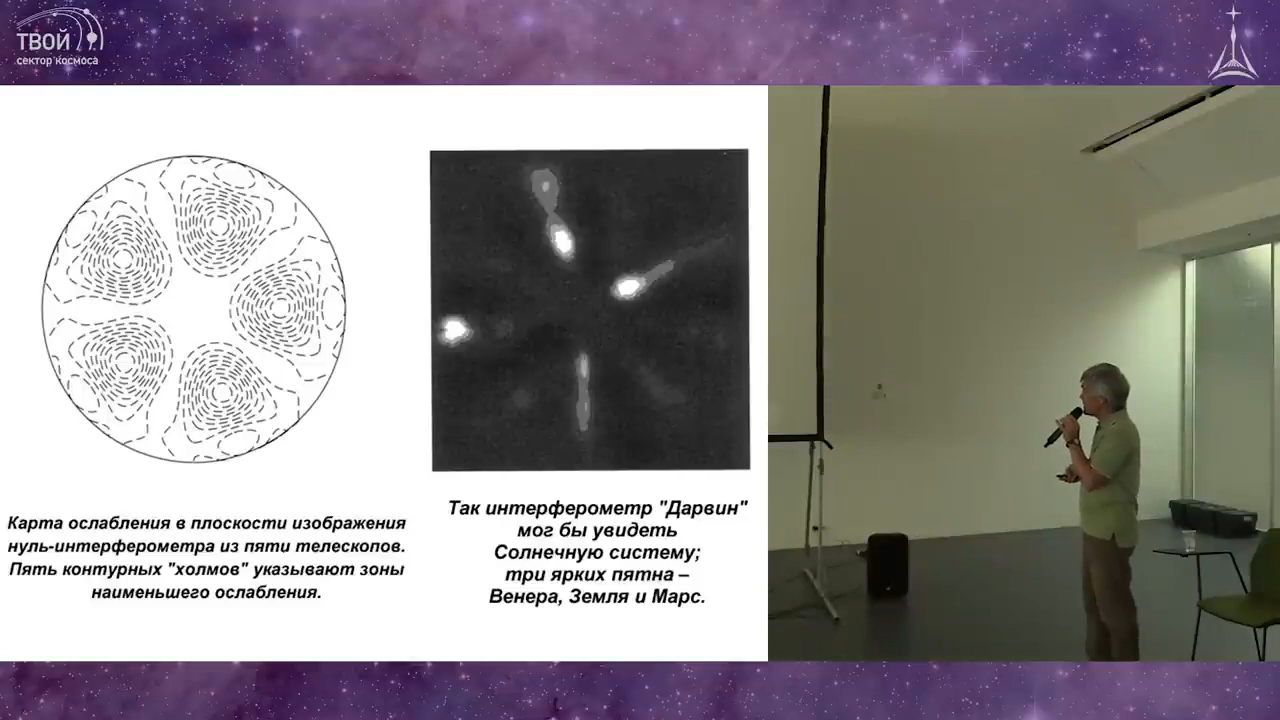 ТВОЙ
сектор космоса
Карта ослабления в плоскости изображения
нуль-интерферометра из пяти телескопов.
Пять контурных "холмов" указывают зоны
наименьшего ослабления.
Так интерферометр "Дарвин"
мог бы увидеть
Солнечную систему;
три ярких пятна –
Венера, Земля и Марс.